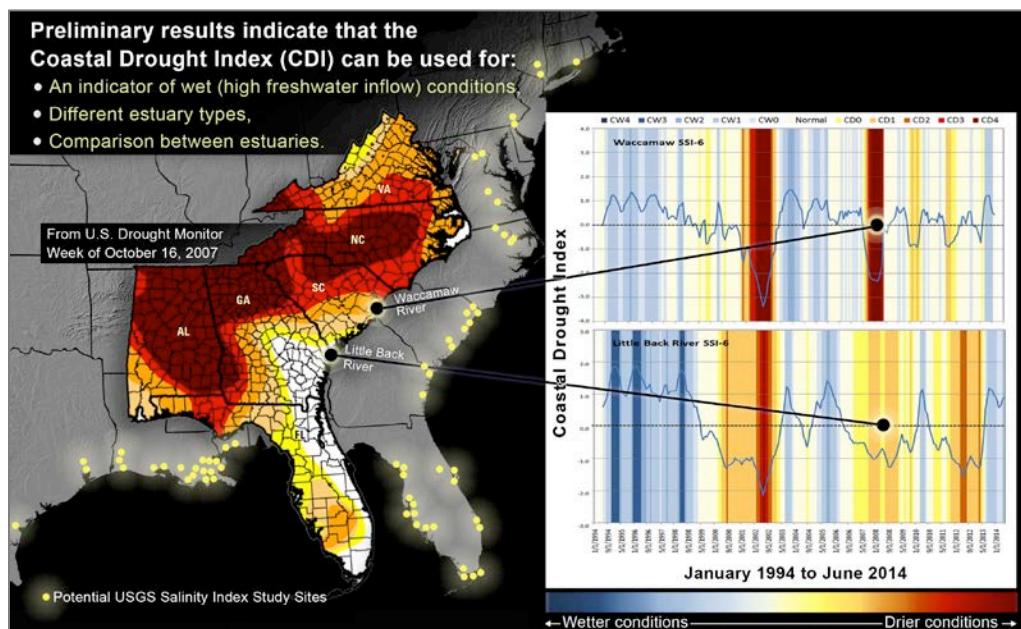 Preliminary results indicate that the
Coastal Drought Index (CDI) can be used for:
An indicator of wet (high freshwater inflow) conditions,
Different estuary types,
Comparison between estuaries.
From U.S. Drought Monitor
Week of October 16, 2007
VA
NC
SC
GA
AL
FL
Waccamaw
River
Little Back
River
Potential USGS Salinity Index Study Sites
CW4 CW3 CW2 CW1 CW0 Normal CD0 CD1 CD2 CD3 CD4
Waccamaw SSI-6
Little Back River SSI-6
Coastal Drought Index
January 1994 to June 2014
Wetter conditions
Drier conditions